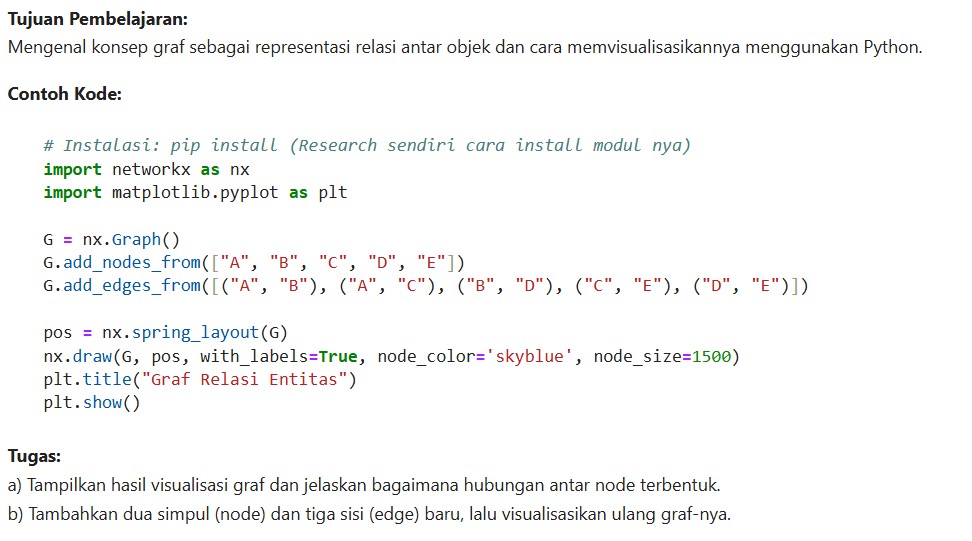 Tujuan Pembelajaran:
Mengenal konsep graf sebagai representasi relasi antar objek dan cara memvisualisasikannya menggunakan Python.
Contoh Kode:
# Instalasi: pip install (Research sendiri cara install modul nya)
import networkx as nx
import matplotlib.pyplot as plt
G = nx.Graph()
G.add_nodes_from(["A", "B", "C", "D", "E"])
G.add_edges_from([("A", "B"), ("A", "C"), ("B", "D"), ("C", "E"), ("D", "E")])
pos = nx.spring_layout(G)
nx.draw(G, pos, with_labels=True, node_color='skyblue', node_size=1500)
plt.title("Graf Relasi Entitas")
plt.show()
Tugas:
a) Tampilkan hasil visualisasi graf dan jelaskan bagaimana hubungan antar node terbentuk.
b) Tambahkan dua simpul (node) dan tiga sisi (edge) baru, lalu visualisasikan ulang graf-nya.